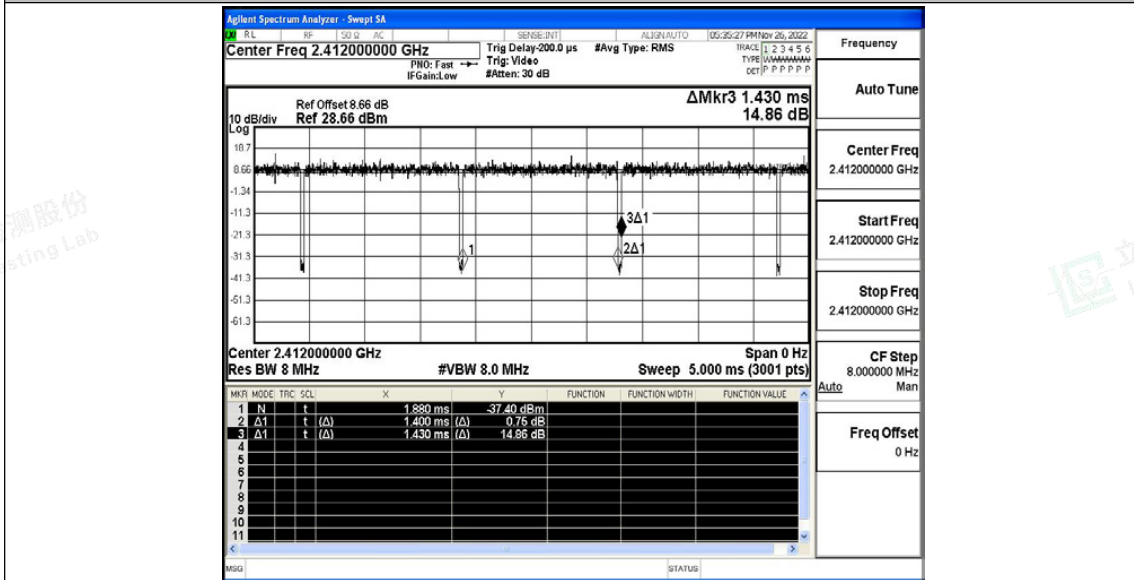 Agilent Spectrum Analyzer - Swept SA
RL RF 50 Ω AC SENSE:INT ALIGNAUTO 05:35:27 PM Nov 26, 2022
Center Freq 2.412000000 GHz
PNO: Fast
IFGain:Low
Trig Delay-200.0 µs
Trig: Video
#Atten: 30 dB
#Avg Type: RMS
TRACE 1 2 3 4 5 6
TYPE
DET P P P P P P
Frequency
Auto Tune
Center Freq
2.412000000 GHz
Start Freq
2.412000000 GHz
Stop Freq
2.412000000 GHz
CF Step
8.000000 MHz
Auto Man
Freq Offset
0 Hz
Ref Offset 8.66 dB
10 dB/div Ref 28.66 dBm
ΔMkr3 1.430 ms
14.86 dB
Log
18.7
8.66
-1.34
-11.3
-21.3
-31.3
-41.3
-51.3
-61.3
3Δ1
2Δ1
1
Center 2.412000000 GHz Span 0 Hz
Res BW 8 MHz #VBW 8.0 MHz Sweep 5.000 ms (3001 pts)
MKR MODE TRC SCL X Y FUNCTION FUNCTION WIDTH FUNCTION VALUE
1 N t 1.880 ms -37.40 dBm
2 Δ1 t (Δ) 1.400 ms (Δ) 0.75 dB
3 Δ1 t (Δ) 1.430 ms (Δ) 14.86 dB
4
5
6
7
8
9
10
11
MSG STATUS
测股份
sting Lab
立